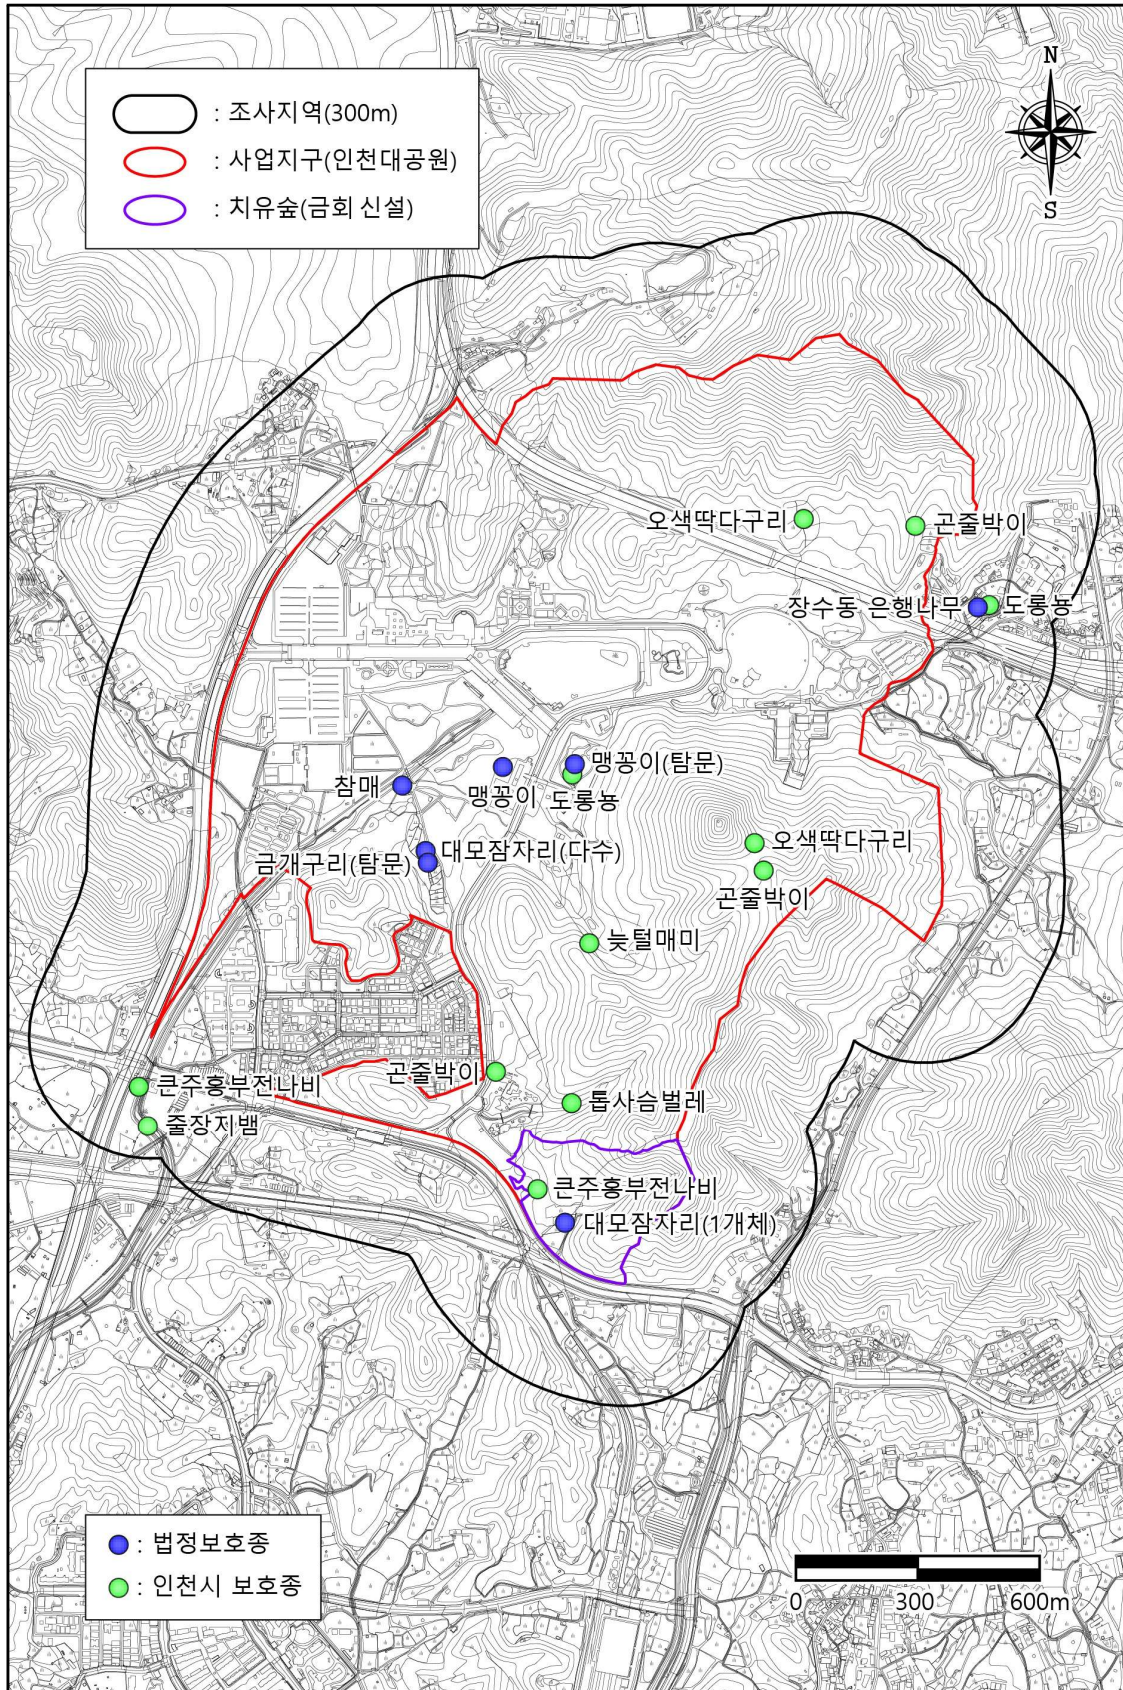 N
S
: 조사지역(300m)
: 사업지구(인천대공원)
: 치유숲(금회 신설)
오색딱다구리
곤줄박이
장수동 은행나무
도롱뇽
맹꽁이(탐문)
참매
맹꽁이
도롱뇽
대모잠자리(다수)
금개구리(탐문)
오색딱다구리
곤줄박이
늦털매미
곤줄박이
큰주홍부전나비
톱사슴벌레
줄장지뱀
큰주홍부전나비
대모잠자리(1개체)
: 법정보호종
: 인천시 보호종
0 300 600m